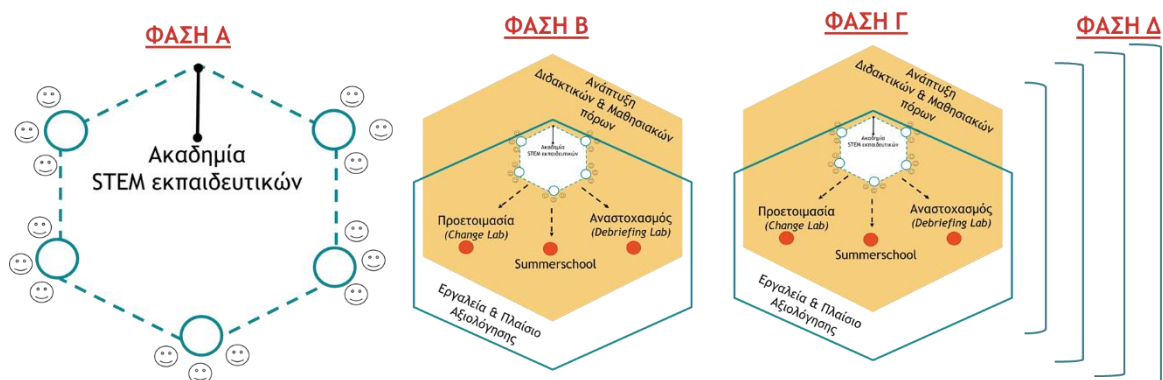 ΦΑΣΗ Α
Ακαδημία
STEM εκπαιδευτικών
ΦΑΣΗ Β
Ανάπτυξη
Διδακτικών & Μαθησιακών
πόρων
Ακαδημία
STEM εκπαιδευτικών
Προετοιμασία
(Change Lab)
Summerschool
Αναστοχασμός
(Debriefing Lab)
Εργαλεία & Πλαίσιο
Αξιολόγησης
ΦΑΣΗ Γ
Ανάπτυξη
Διδακτικών & Μαθησιακών
πόρων
Ακαδημία
STEM εκπαιδευτικών
Προετοιμασία
(Change Lab)
Summerschool
Αναστοχασμός
(Debriefing Lab)
Εργαλεία & Πλαίσιο
Αξιολόγησης
ΦΑΣΗ Δ